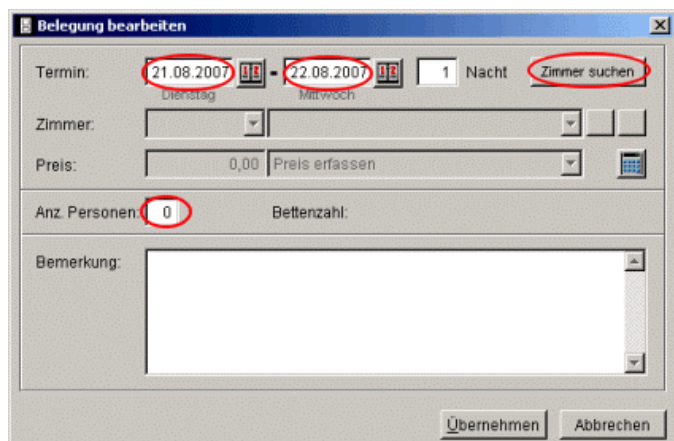 Belegung bearbeiten
Termin: 21.08.2007 - 22.08.2007 1 Nacht Zimmer suchen
Dienstag Mittwoch
Zimmer:
Preis: 0,00 Preis erfassen
Anz. Personen: 0 Bettenzahl:
Bemerkung:
Übernehmen Abbrechen